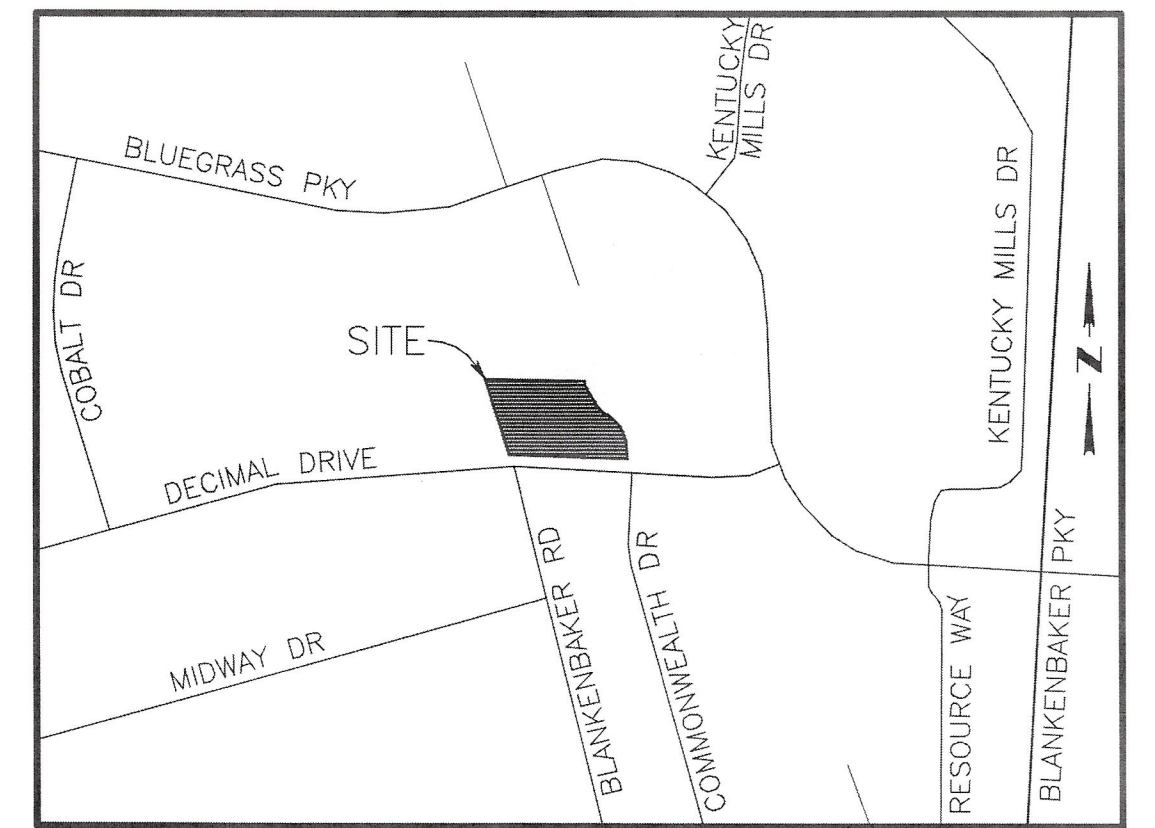 KENTUCKY
MILLS DR
BLUEGRASS PKY
KENTUCKY MILLS DR
COBALT DR
SITE
N
DECIMAL DRIVE
BLANKENBAKER RD
COMMONWEALTH DR
MIDWAY DR
RESOURCE WAY
BLANKENBAKER PKY